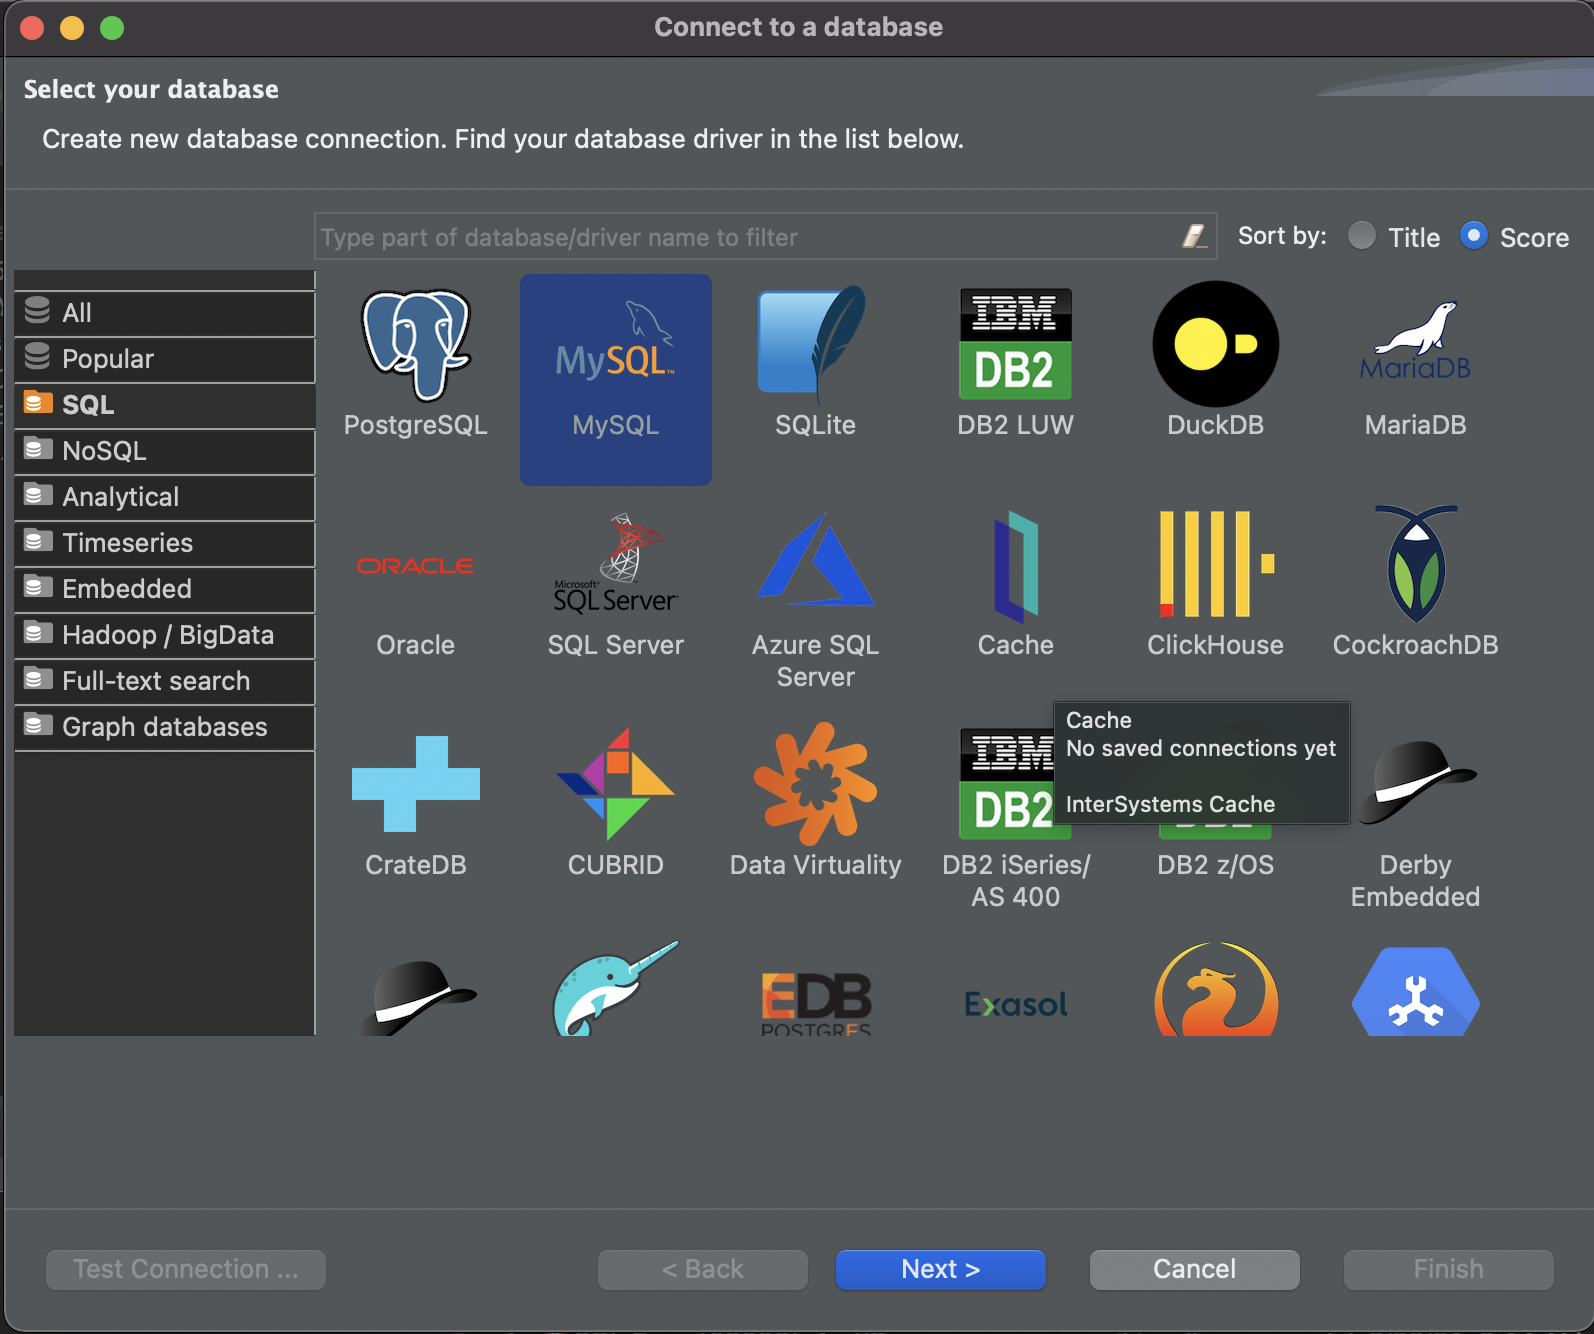 Connect to a database
Select your database
Create new database connection. Find your database driver in the list below.
Type part of database/driver name to filter
Sort by:
Title
Score
All
Popular
SQL
NoSQL
Analytical
Timeseries
Embedded
Hadoop / BigData
Full-text search
Graph databases
MySQL™
IBM
DB2
MariaDB
PostgreSQL
MySQL
SQLite
DB2 LUW
DuckDB
MariaDB
ORACLE
Microsoft®
SQL Server®
Oracle
SQL Server
Azure SQL
Server
Cache
ClickHouse
CockroachDB
Cache
No saved connections yet
InterSystems Cache
IBM
DB2
CrateDB
CUBRID
Data Virtuality
DB2 iSeries/
AS 400
DB2 z/OS
Derby
Embedded
EDB
POSTGRES
Exasol
Test Connection ...
< Back
Next >
Cancel
Finish